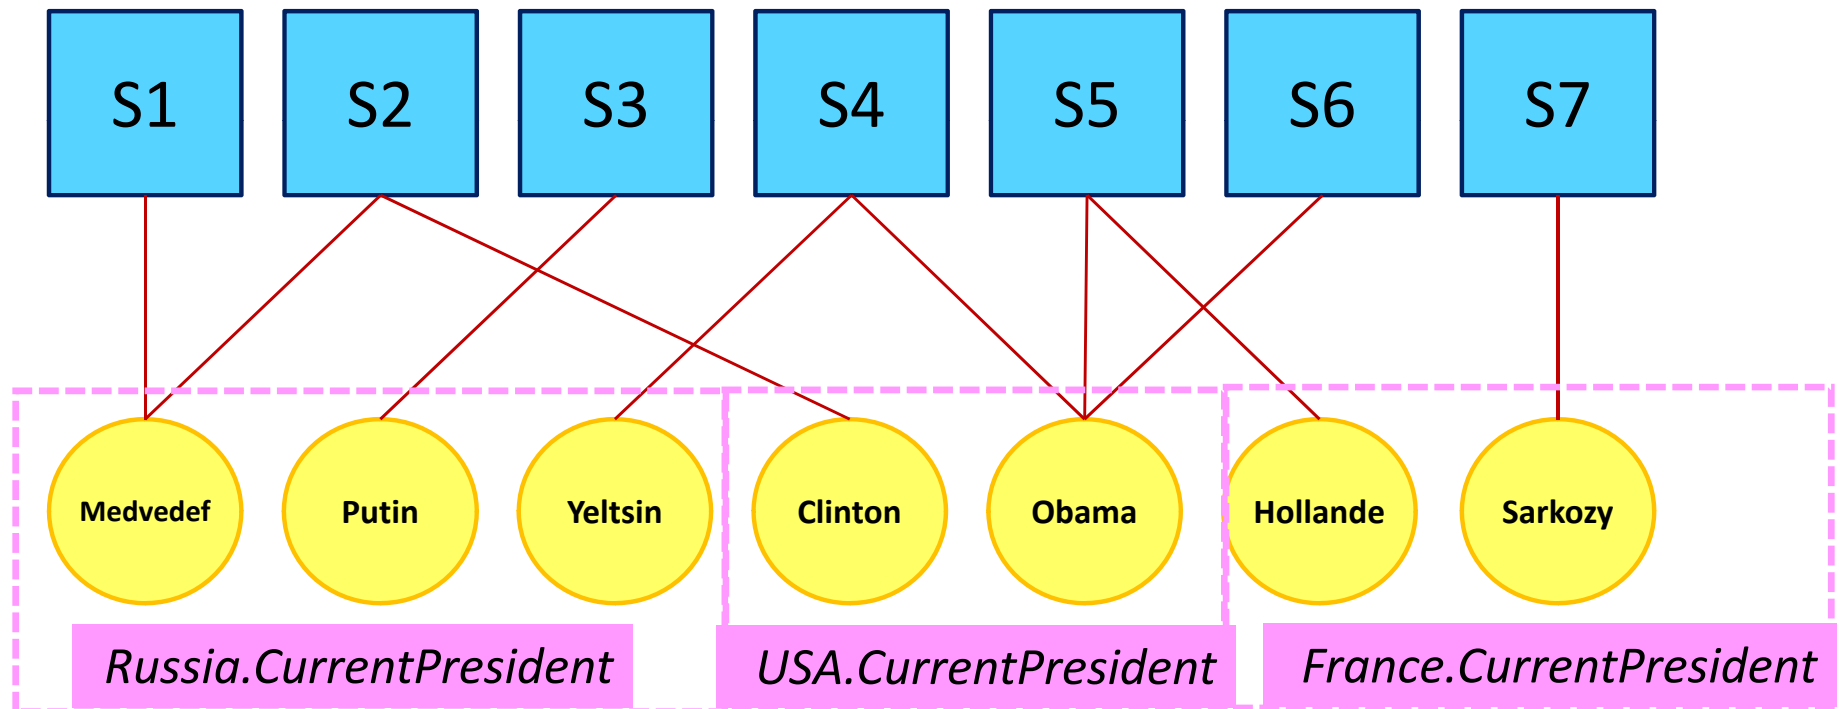 S1 S2 S3 S4 S5 S6 S7
Medvedef Putin Yeltsin Clinton Obama Hollande Sarkozy
Russia.CurrentPresident USA.CurrentPresident France.CurrentPresident